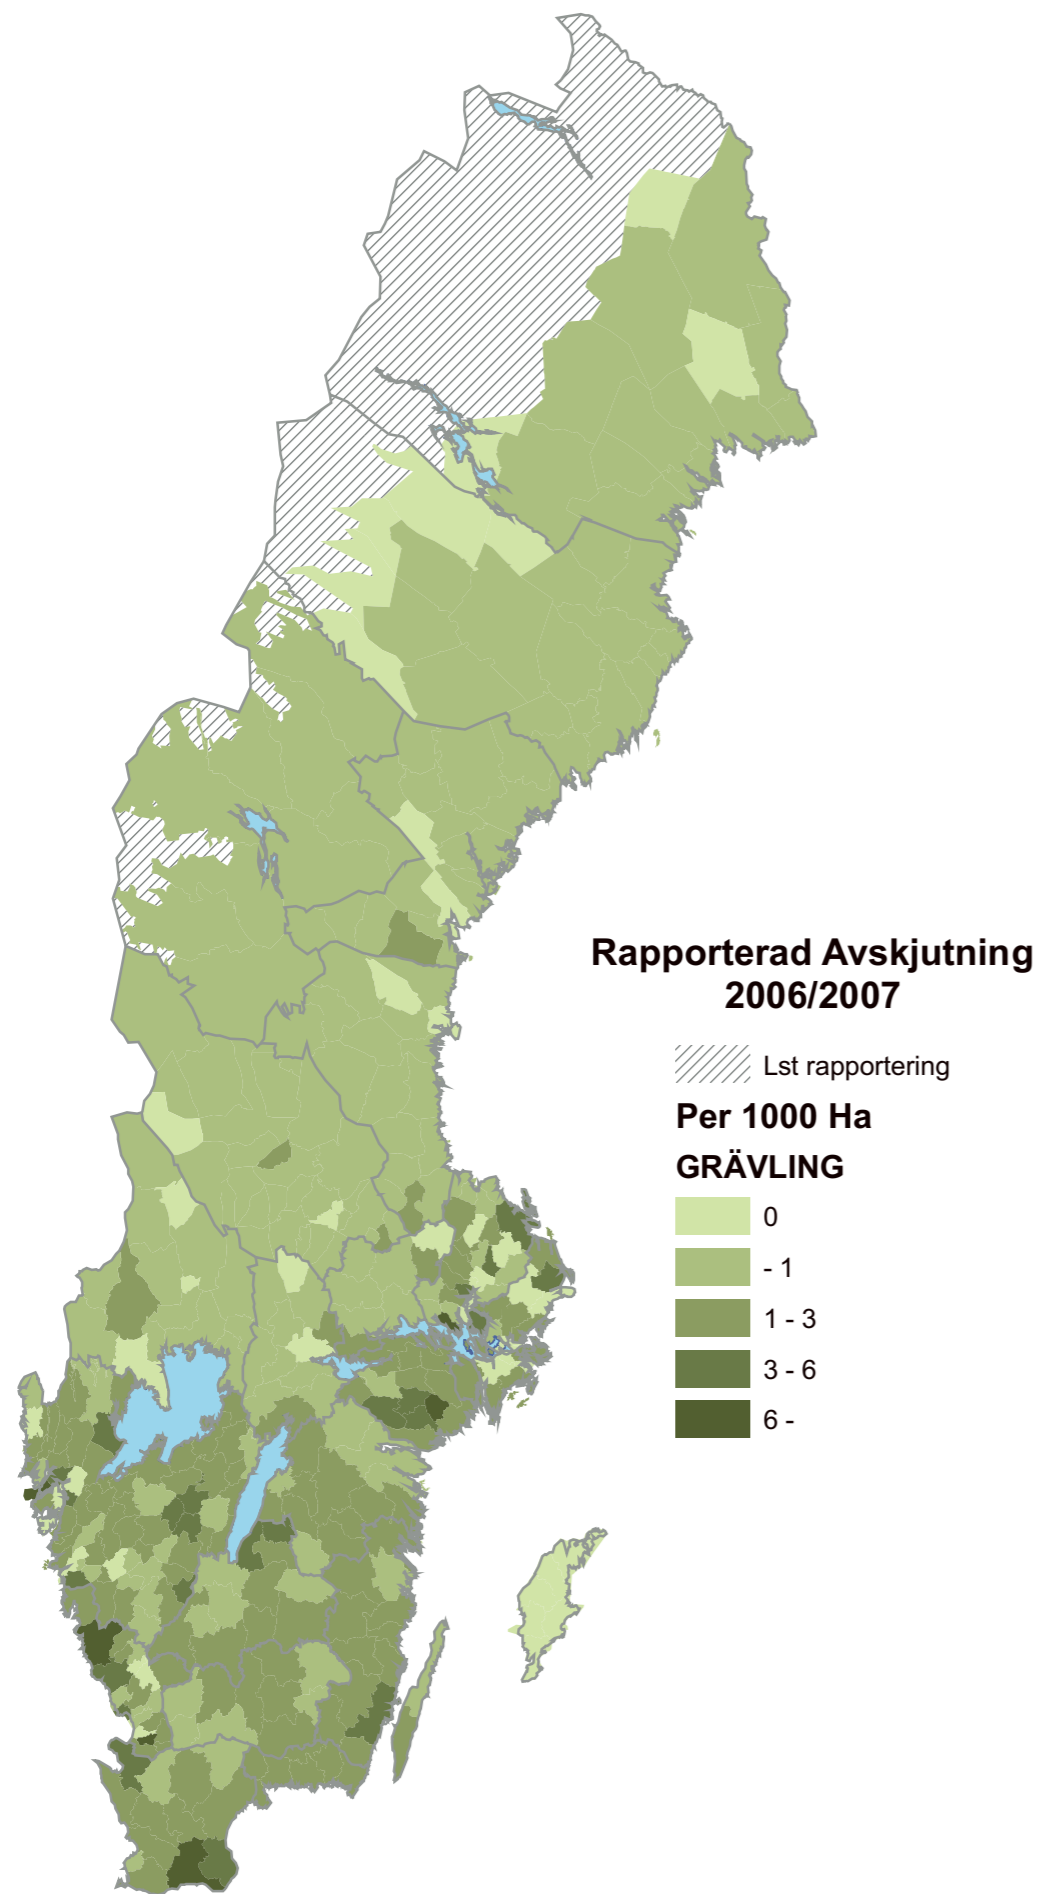 Rapporterad Avskjutning
2006/2007
Lst rapportering
Per 1000 Ha
GRÄVLING
0
- 1
1 - 3
3 - 6
6 -